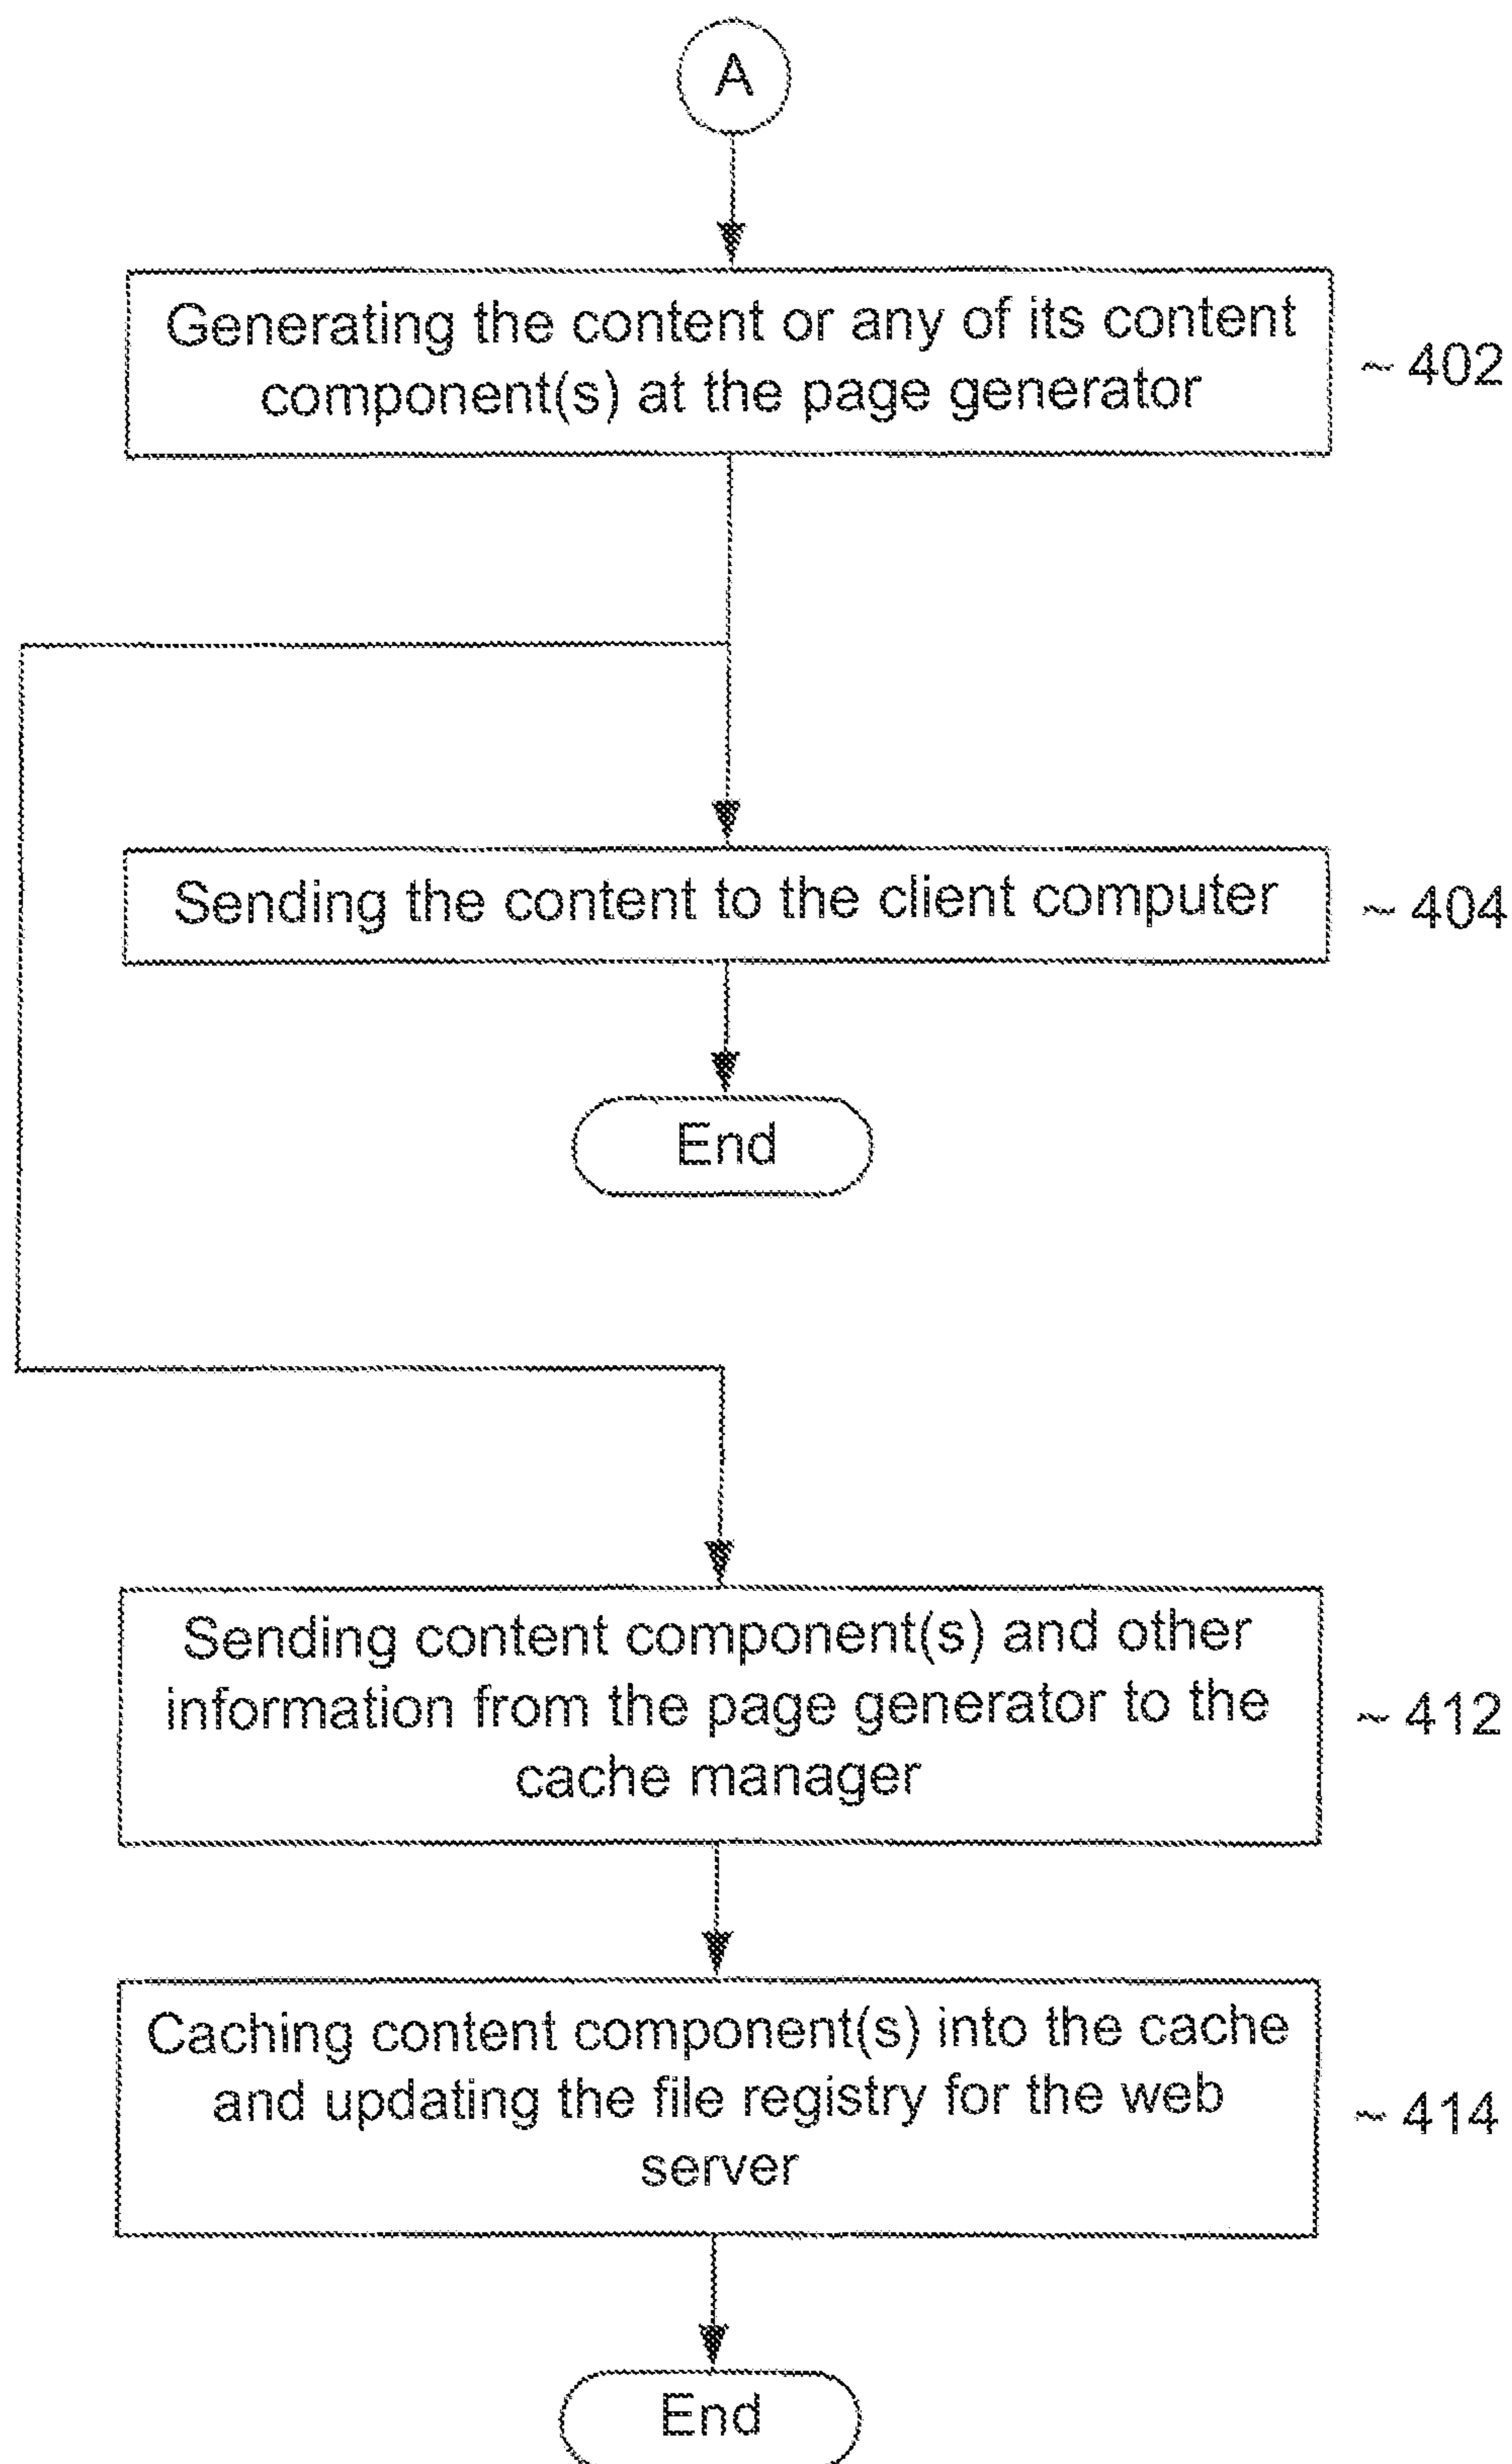 A
Generating the content or any of its content
component(s) at the page generator
~ 402
Sending the content to the client computer
~ 404
End
Sending content component(s) and other
information from the page generator to the
cache manager
~ 412
Caching content component(s) into the cache
and updating the file registry for the web
server
~ 414
End